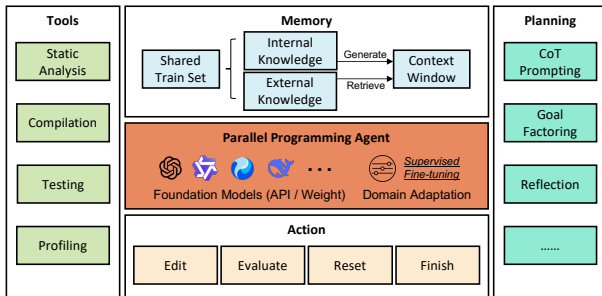 Tools
Static
Analysis
Compilation
Testing
Profiling
Memory
Shared
Train Set
Internal
Knowledge
External
Knowledge
Generate
Retrieve
Context
Window
Parallel Programming Agent
...
Supervised
Fine-tuning
Foundation Models (API / Weight)
Domain Adaptation
Action
Edit
Evaluate
Reset
Finish
Planning
CoT
Prompting
Goal
Factoring
Reflection
......